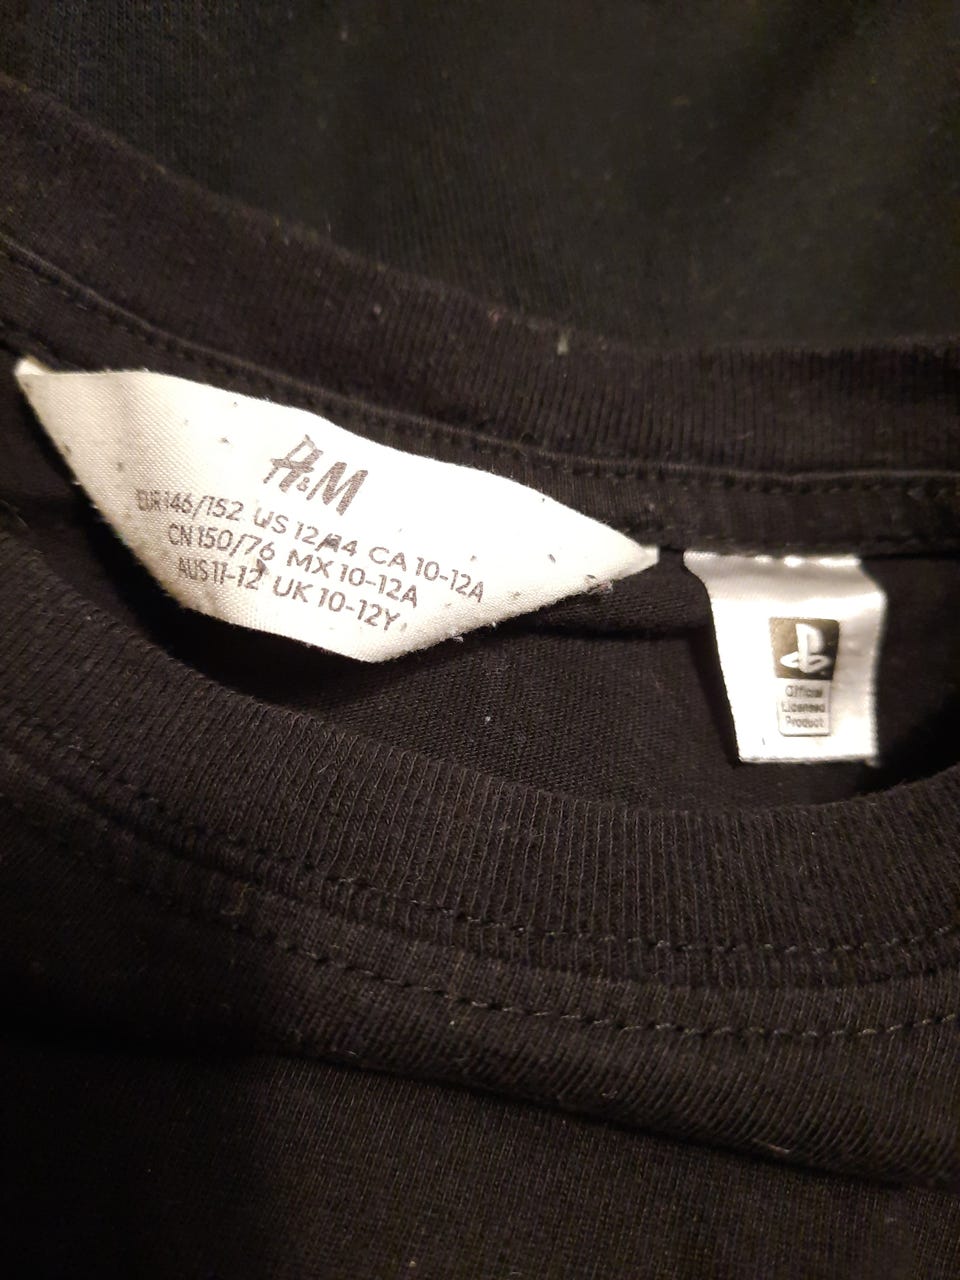 H&M
EUR 146/152 US 12/14 CA 10-12A
CN 150/76 MX 10-12A
AUS 11-12 UK 10-12Y
Official
Licensed
Product